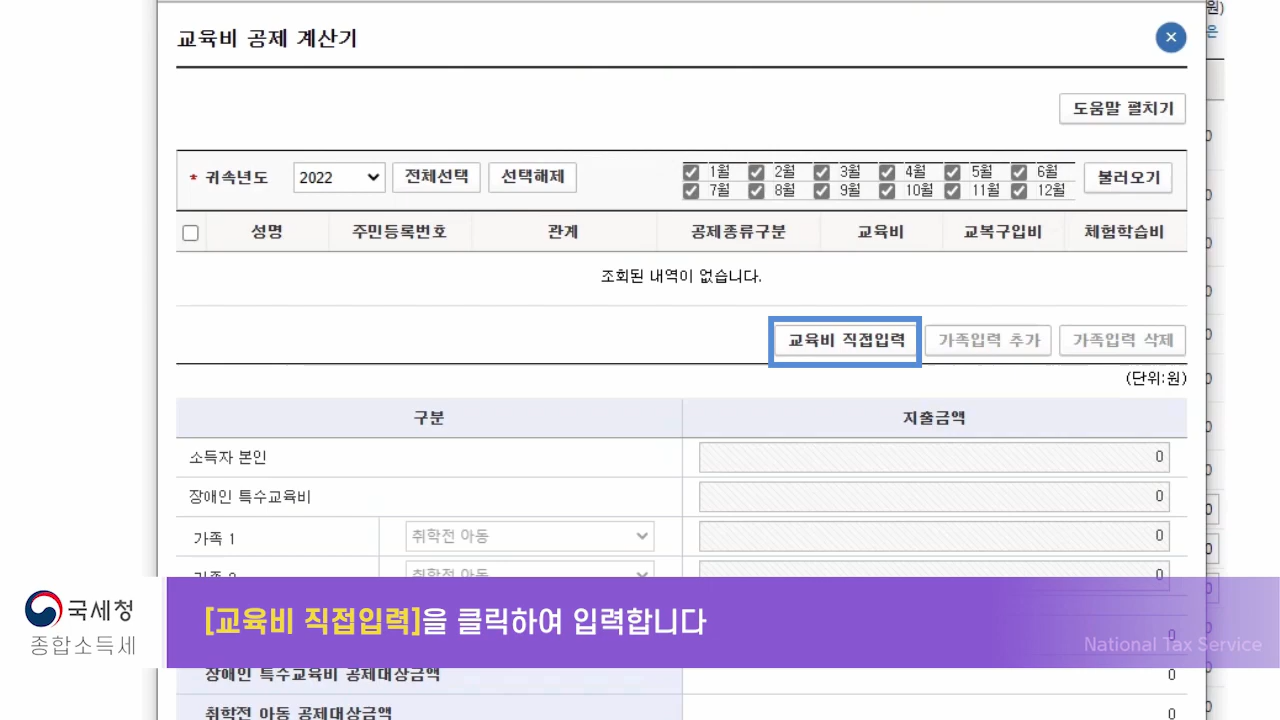 원)
은
교육비 공제 계산기
도움말 펼치기
* 귀속년도 2022 전체선택 선택해제
1월 2월 3월 4월 5월 6월
7월 8월 9월 10월 11월 12월
불러오기
성명 주민등록번호 관계 공제종류구분 교육비 교복구입비 체험학습비
조회된 내역이 없습니다.
교육비 직접입력 가족입력 추가 가족입력 삭제
(단위:원)
구분 지출금액
소득자 본인 0
장애인 특수교육비 0
가족 1 취학전 아동 0
취학전 아동 0
국세청
종합소득세
[교육비 직접입력]을 클릭하여 입력합니다
0
National Tax Service
장애인 특수교육비 공제대상금액 0
취학전 아동 공제대상금액 0